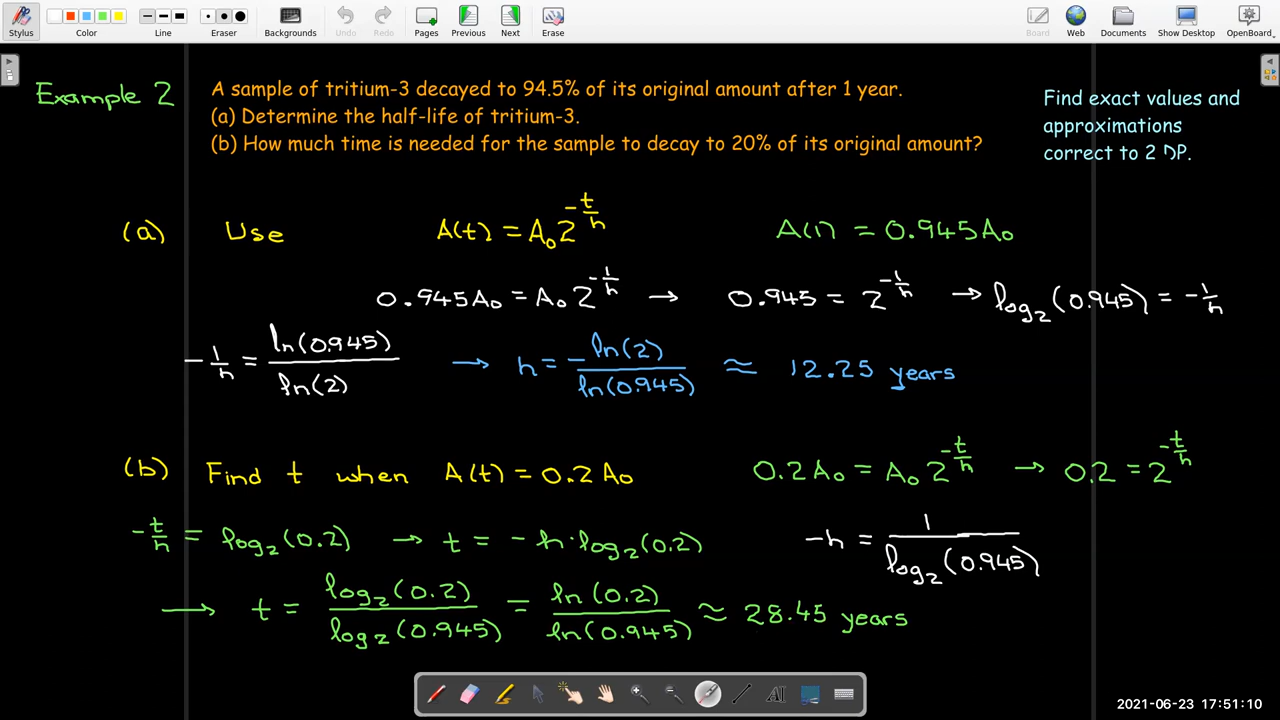 Stylus Color Line Eraser Backgrounds Undo Redo Pages Previous Next Erase Board Web Documents Show Desktop OpenBoard
Example 2
A sample of tritium-3 decayed to 94.5% of its original amount after 1 year.
(a) Determine the half-life of tritium-3.
(b) How much time is needed for the sample to decay to 20% of its original amount?
Find exact values and
approximations
correct to 2 DP.
(a) Use A(t) = A₀2^(-t/h) A(1) = 0.945A₀
0.945A₀ = A₀2^(-1/h) → 0.945 = 2^(-1/h) → log₂(0.945) = -1/h
-1/h = ln(0.945)/ln(2) → h = -ln(2)/ln(0.945) ≈ 12.25 years
(b) Find t when A(t) = 0.2A₀ 0.2A₀ = A₀2^(-t/h) → 0.2 = 2^(-t/h)
-t/h = log₂(0.2) → t = -h·log₂(0.2) -h = 1/log₂(0.945)
→ t = log₂(0.2)/log₂(0.945) = ln(0.2)/ln(0.945) ≈ 28.45 years
AI
2021-06-23 17:51:10